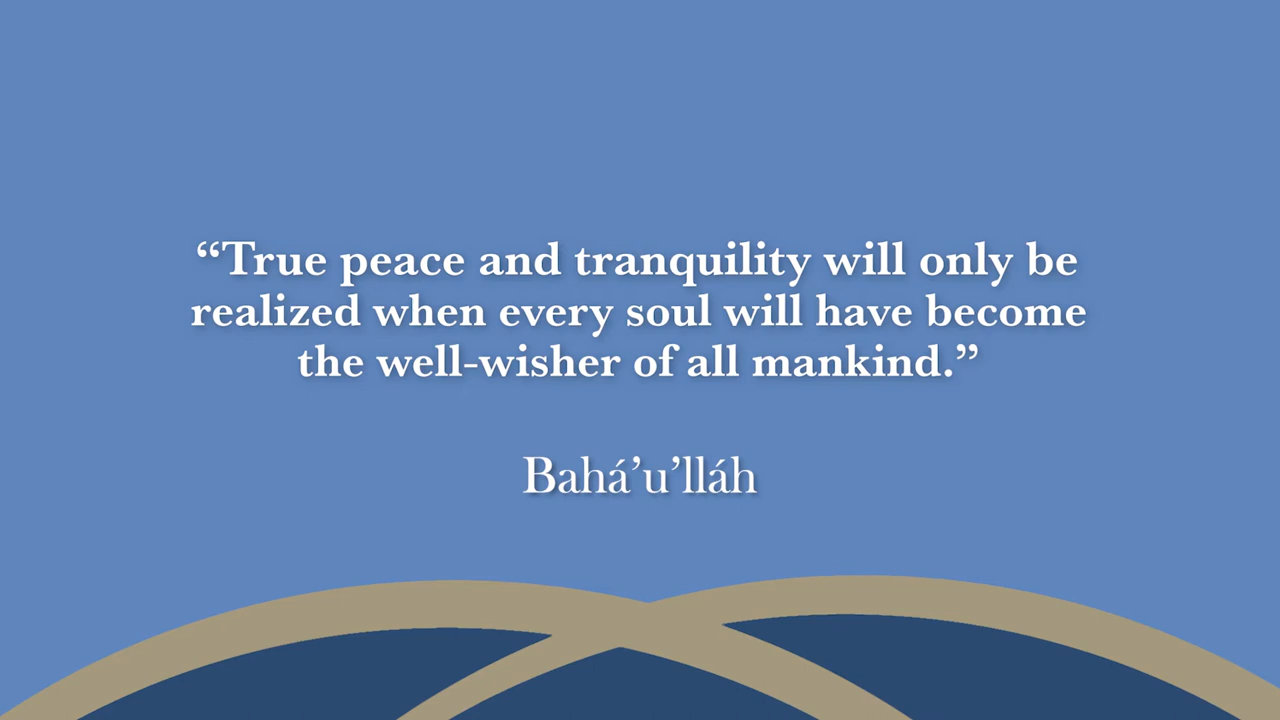 “True peace and tranquility will only be
realized when every soul will have become
the well-wisher of all mankind.”
Bahá’u’lláh